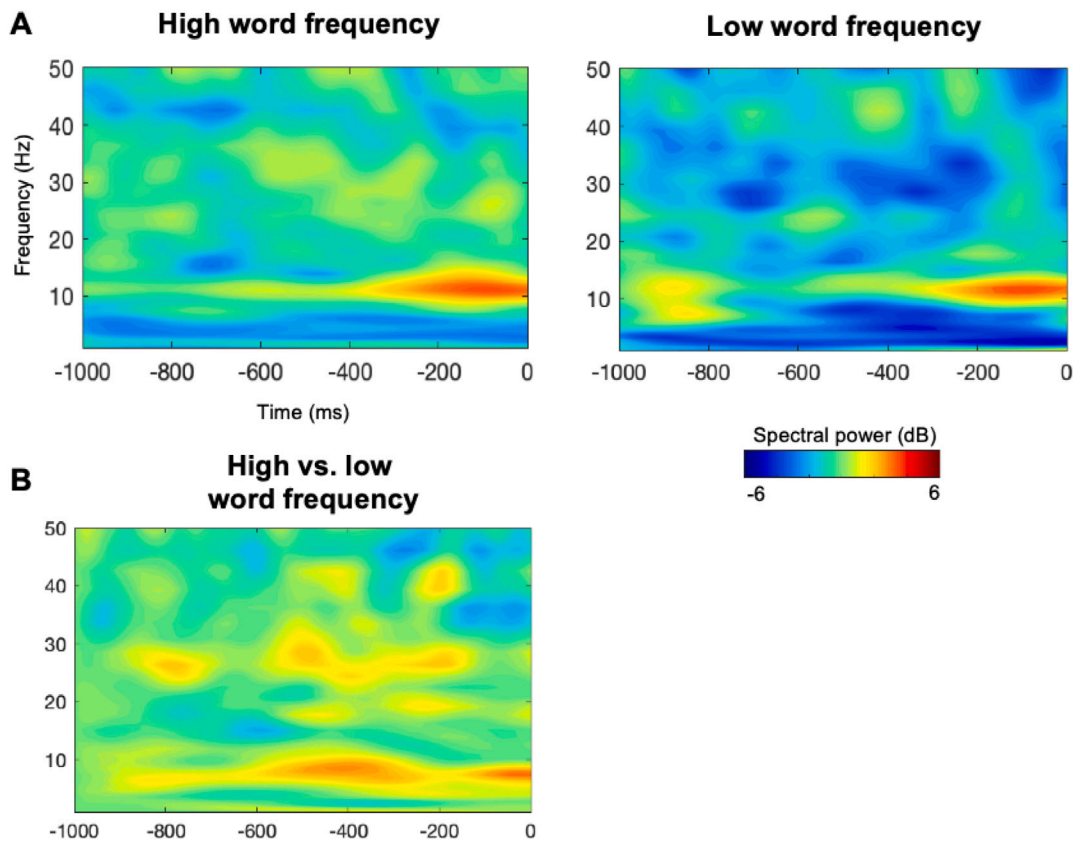 A
High word frequency
Low word frequency
50
40
30
20
10
Frequency (Hz)
-1000 -800 -600 -400 -200 0
Time (ms)
50
40
30
20
10
-1000 -800 -600 -400 -200 0
Spectral power (dB)
-6 6
B
High vs. low
word frequency
50
40
30
20
10
-1000 -800 -600 -400 -200 0